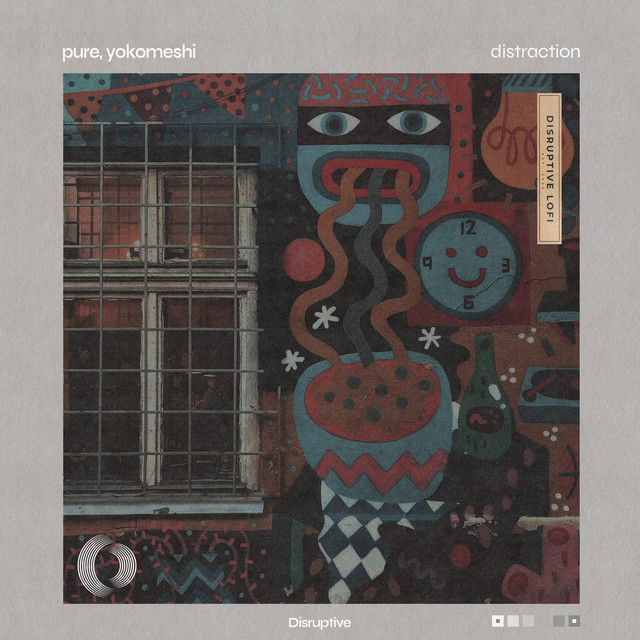 pure, yokomeshi
distraction
DISRUPTIVE LOFI
12
9 3
6
Disruptive